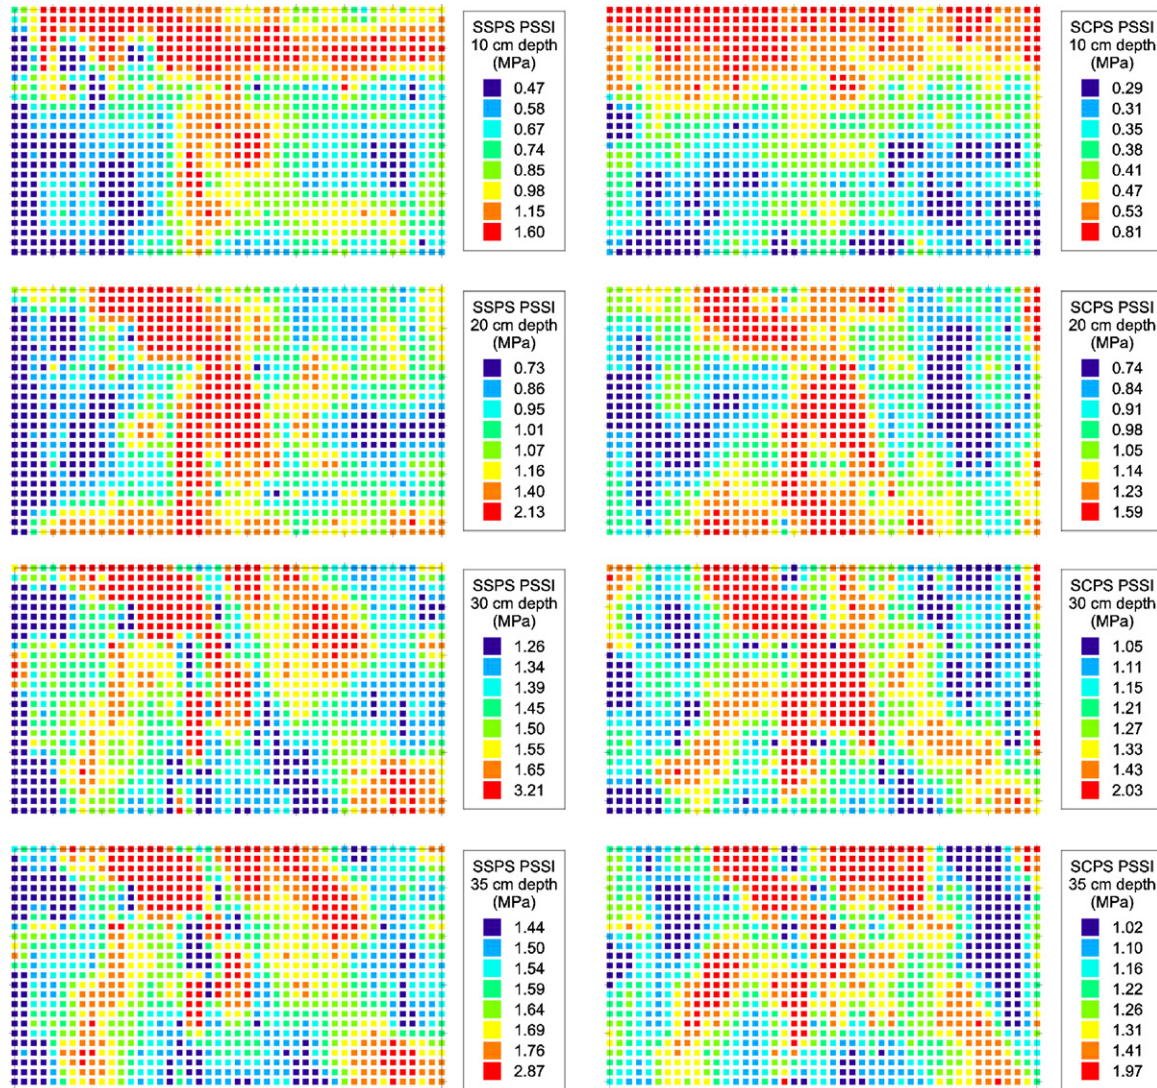 SSPS PSSI
10 cm depth
(MPa)
0.47
0.58
0.67
0.74
0.85
0.98
1.15
1.60
SCPS PSSI
10 cm depth
(MPa)
0.29
0.31
0.35
0.38
0.41
0.47
0.53
0.81
SSPS PSSI
20 cm depth
(MPa)
0.73
0.86
0.95
1.01
1.07
1.16
1.40
2.13
SCPS PSSI
20 cm depth
(MPa)
0.74
0.84
0.91
0.98
1.05
1.14
1.23
1.59
SSPS PSSI
30 cm depth
(MPa)
1.26
1.34
1.39
1.45
1.50
1.55
1.65
3.21
SCPS PSSI
30 cm depth
(MPa)
1.05
1.11
1.15
1.21
1.27
1.33
1.43
2.03
SSPS PSSI
35 cm depth
(MPa)
1.44
1.50
1.54
1.59
1.64
1.69
1.76
2.87
SCPS PSSI
35 cm depth
(MPa)
1.02
1.10
1.16
1.22
1.26
1.31
1.41
1.97